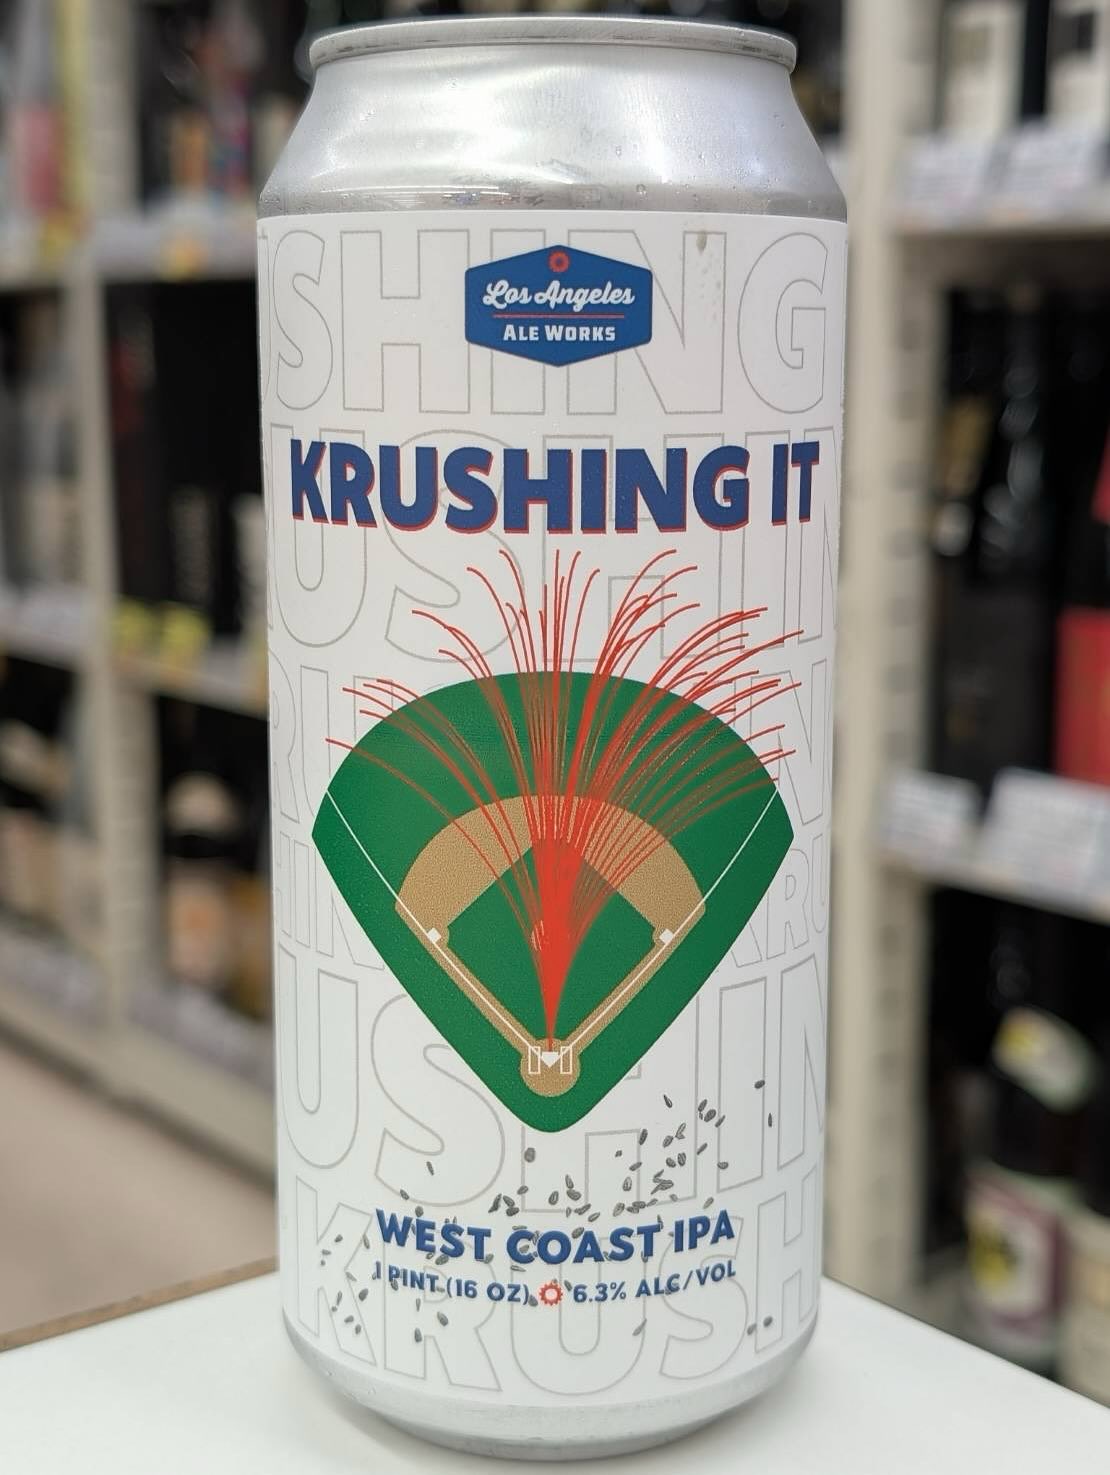 Los Angeles
ALE WORKS
KRUSHING IT
WEST COAST IPA
1 PINT (16 OZ) 6.3% ALC/VOL